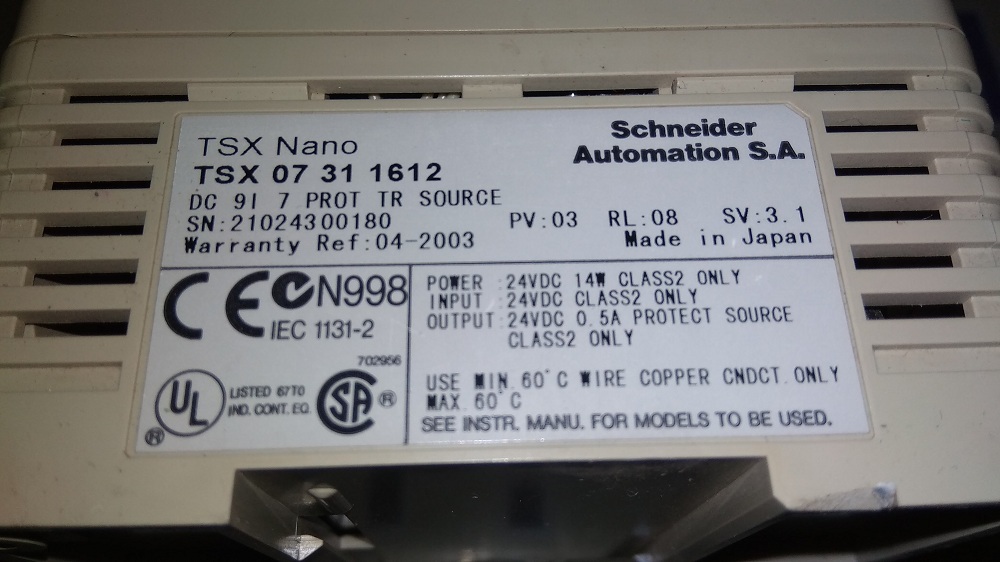 TSX Nano
Schneider
Automation S.A.
TSX 07 31 1612
DC 9I 7 PROT TR SOURCE
SN:21024300180
PV:03 RL:08 SV:3.1
Warranty Ref:04-2003
Made in Japan
CE N998
IEC 1131-2
702956
UL LISTED 67T0
IND. CONT. EQ.
SA ®
®
POWER :24VDC 14W CLASS2 ONLY
INPUT :24VDC CLASS2 ONLY
OUTPUT:24VDC 0.5A PROTECT SOURCE
CLASS2 ONLY
USE MIN.60°C WIRE COPPER CNDCT.ONLY
MAX.60°C
SEE INSTR. MANU. FOR MODELS TO BE USED.